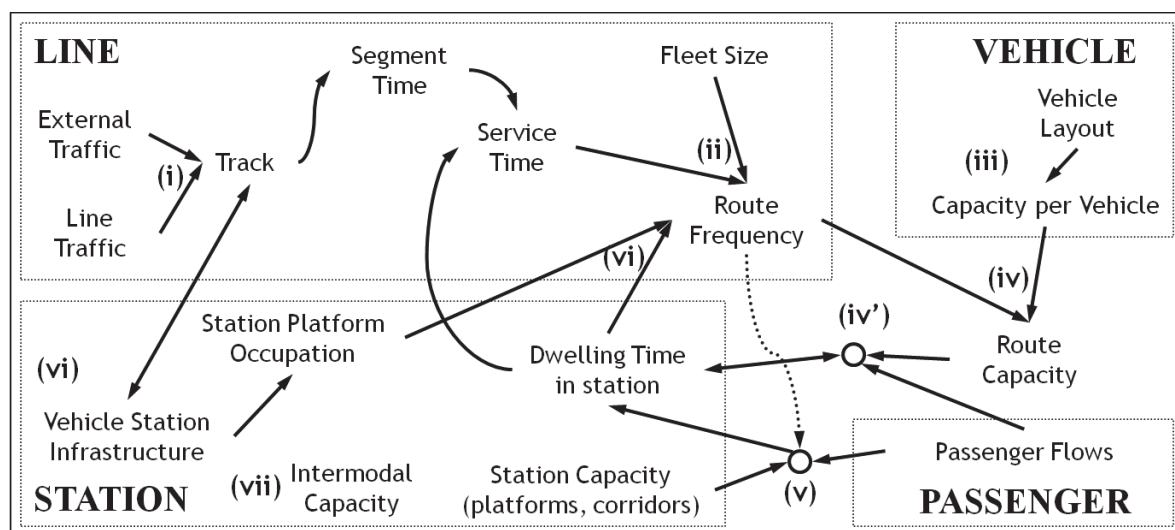 LINE
Segment
Time
Fleet Size
VEHICLE
External
Traffic
Vehicle
Layout
Service
Time
(i)
Track
(ii)
(iii)
Line
Traffic
Route
Frequency
Capacity per Vehicle
(vi)
(iv)
Station Platform
Occupation
(iv’)
(vi)
Dwelling Time
in station
Route
Capacity
Vehicle Station
Infrastructure
Passenger Flows
(vii)
Intermodal
Capacity
Station Capacity
(platforms, corridors)
(v)
STATION
PASSENGER